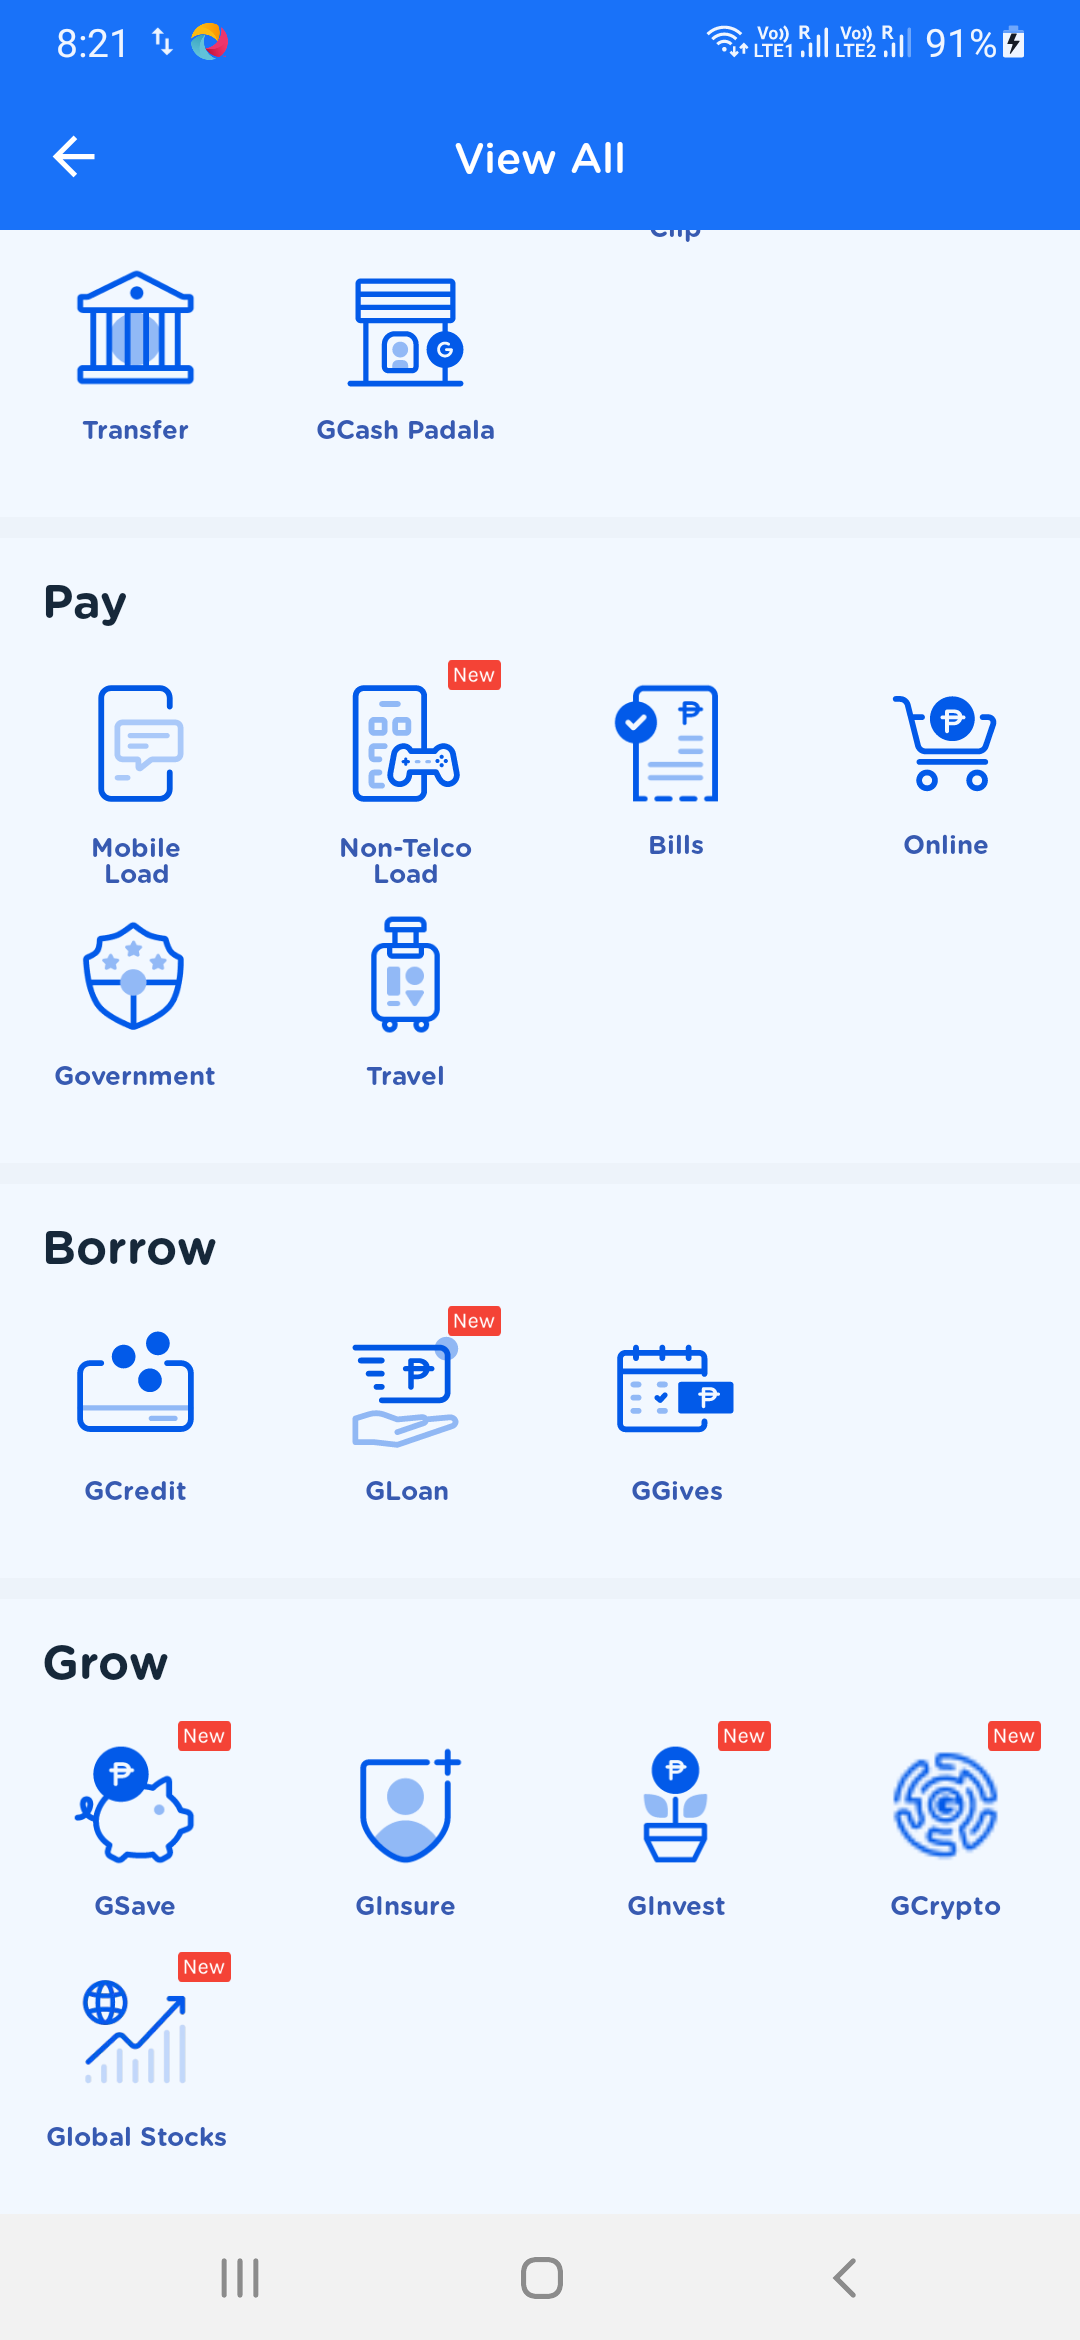 8:21
Vo)) R Vo)) R 91%
LTE1 LTE2
View All
Clip
Transfer GCash Padala
Pay
New
Mobile Load
Non-Telco Load
Bills
Online
Government Travel
Borrow
New
GCredit GLoan GGives
Grow
New New New
GSave GInsure GInvest GCrypto
New
Global Stocks